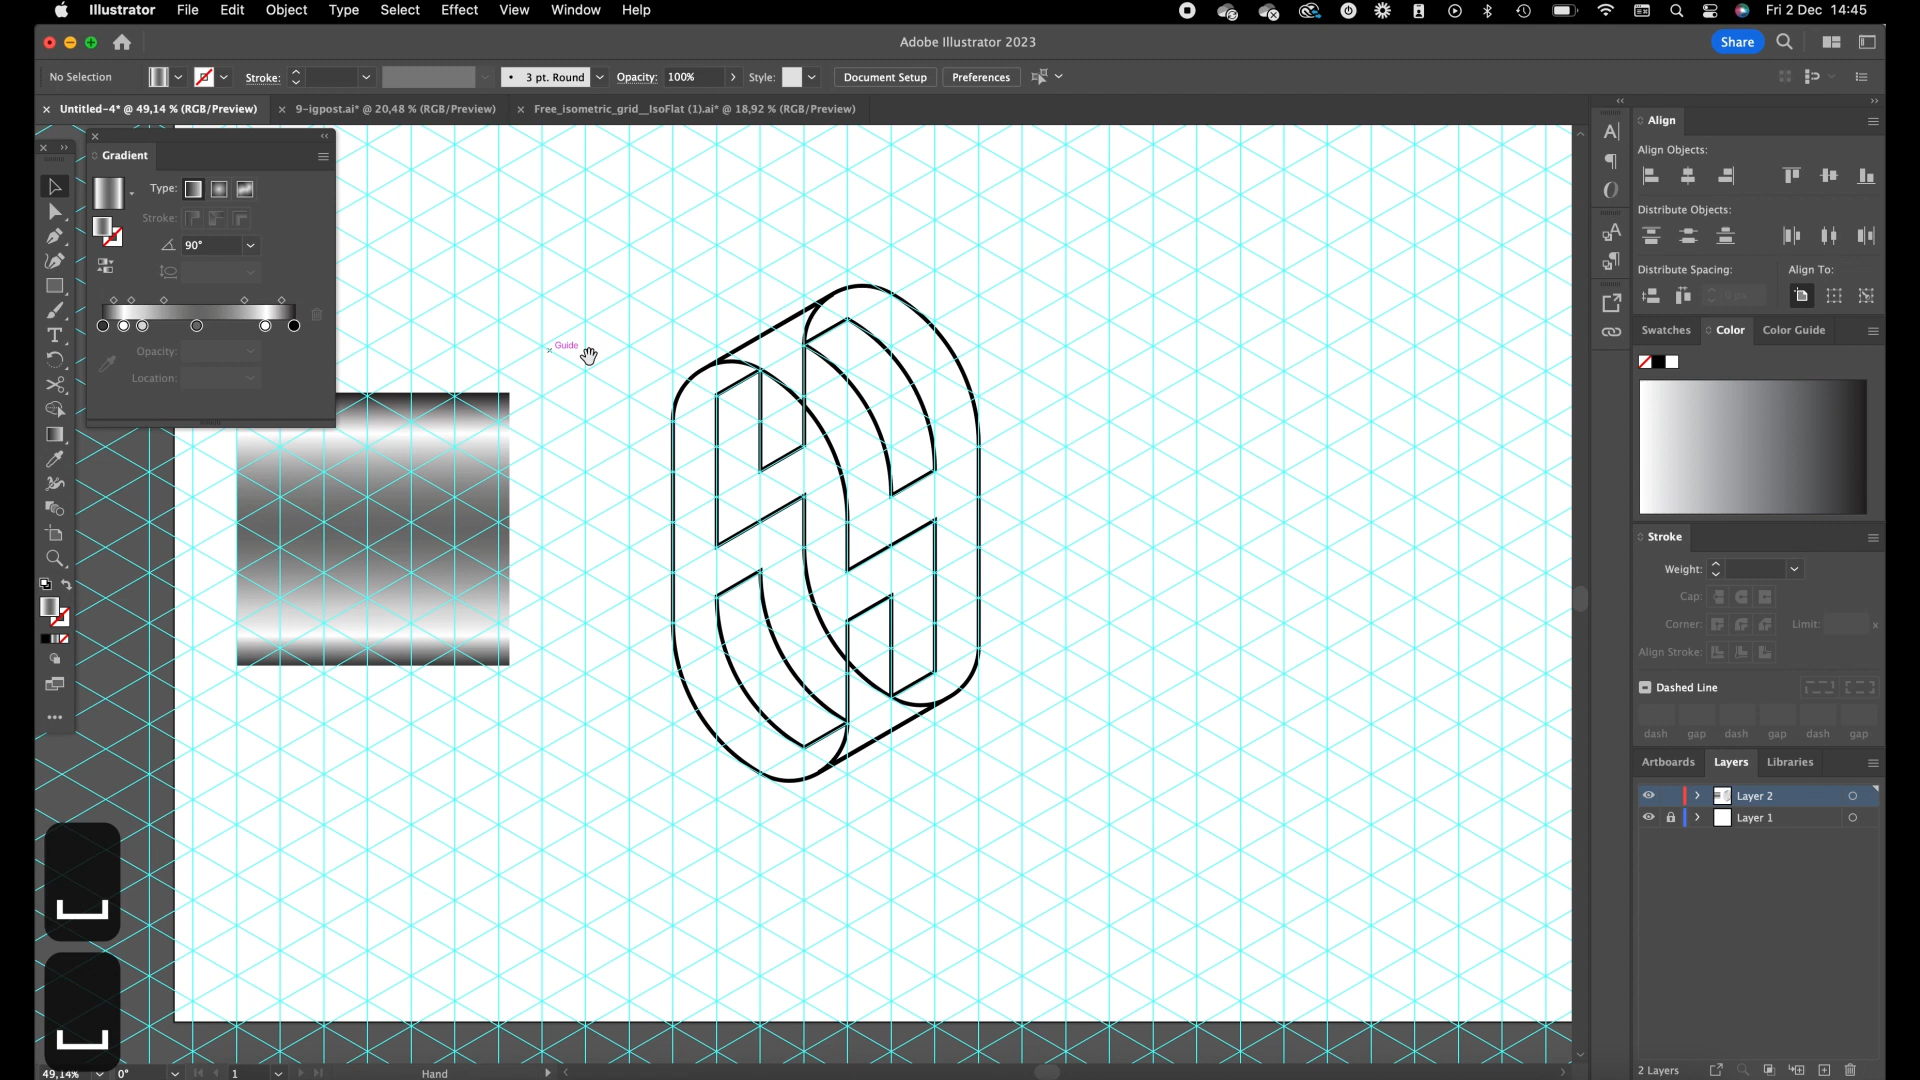 Illustrator File Edit Object Type Select Effect View Window Help
Fri 2 Dec 14:45
Adobe Illustrator 2023
Share
No Selection
Stroke:
3 pt. Round
Opacity: 100%
Style:
Document Setup
Preferences
Untitled-4* @ 49,14 % (RGB/Preview)
9-igpost.ai* @ 20,48 % (RGB/Preview)
Free_isometric_grid__IsoFlat (1).ai* @ 18,92 % (RGB/Preview)
Gradient
Type:
Stroke:
90°
Opacity:
Location:
Guide
Align
Align Objects:
Distribute Objects:
Distribute Spacing:
Align To:
Swatches
Color
Color Guide
Stroke
Weight:
Cap:
Corner:
Limit:
x
Align Stroke:
Dashed Line
dash gap dash gap dash gap
Artboards
Layers
Libraries
Layer 2
Layer 1
2 Layers
49,14%
0°
1
Hand